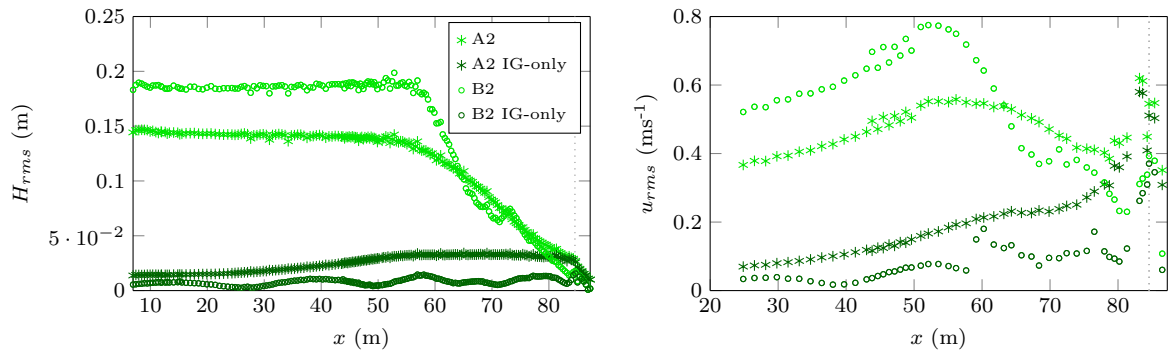 0.25
0.2
0.15
0.1
5 · 10⁻²
0
H_rms (m)
10 20 30 40 50 60 70 80
x (m)
A2
A2 IG-only
B2
B2 IG-only
0.8
0.6
0.4
0.2
0
u_rms (ms⁻¹)
20 30 40 50 60 70 80
x (m)